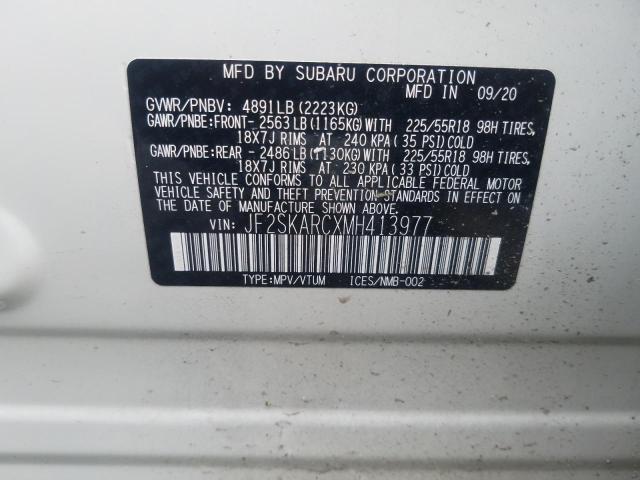 MFD BY SUBARU CORPORATION
MFD IN 09/20
GVWR/PNBV: 4891LB(2223KG)
GAWR/PNBE:FRONT-2563LB(1165KG)WITH 225/55R18 98H TIRES,
18X7J RIMS AT 240 KPA(35 PSI)COLD
GAWR/PNBE:REAR -2486LB(1130KG)WITH 225/55R18 98H TIRES,
18X7J RIMS AT 230 KPA(33 PSI)COLD
THIS VEHICLE CONFORMS TO ALL APPLICABLE FEDERAL MOTOR
VEHICLE SAFETY AND THEFT PREVENTION STANDARDS IN EFFECT ON
THE DATE OF MANUFACTURE SHOWN ABOVE.
VIN: JF2SKARCXMH413977
TYPE:MPV/VTUM ICES/NMB-002